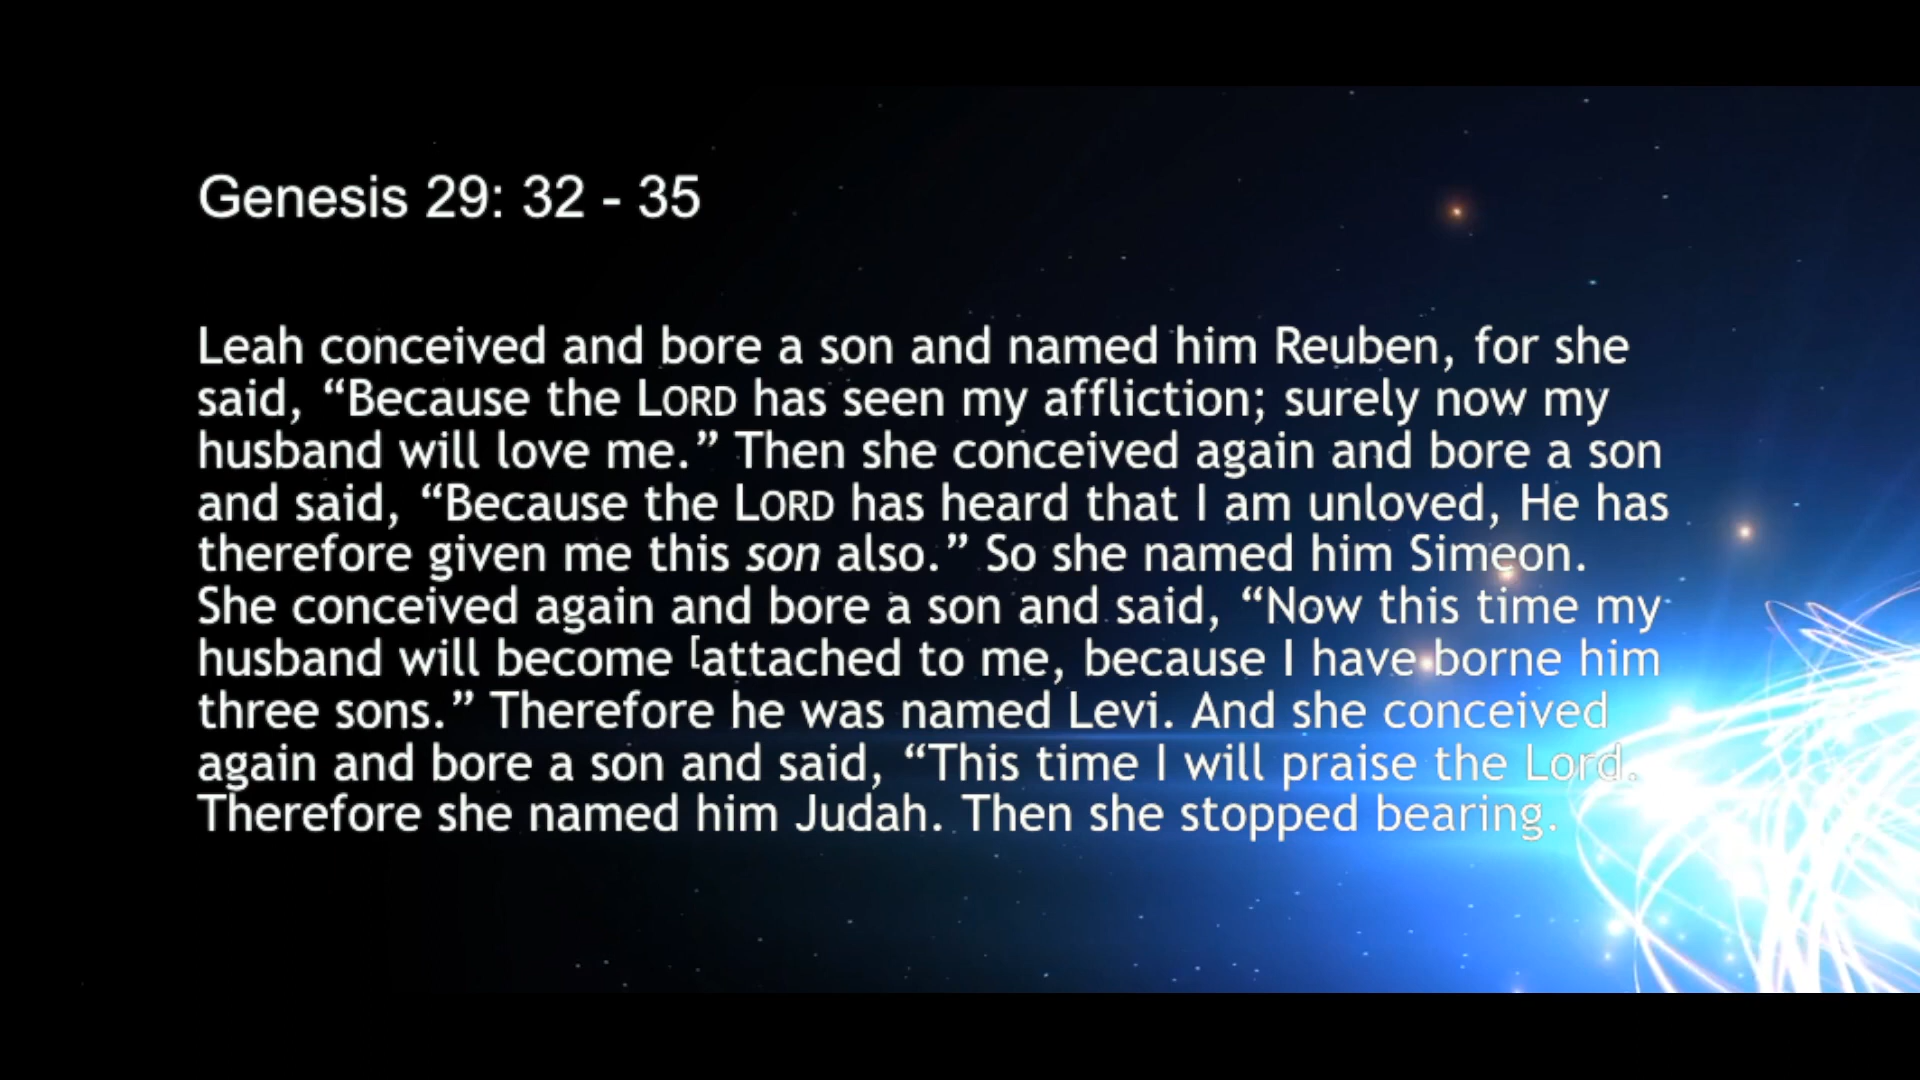 Genesis 29: 32 - 35
Leah conceived and bore a son and named him Reuben, for she
said, “Because the LORD has seen my affliction; surely now my
husband will love me.” Then she conceived again and bore a son
and said, “Because the LORD has heard that I am unloved, He has
therefore given me this son also.” So she named him Simeon.
She conceived again and bore a son and said, “Now this time my
husband will become [attached to me, because I have borne him
three sons.” Therefore he was named Levi. And she conceived
again and bore a son and said, “This time I will praise the Lord.
Therefore she named him Judah. Then she stopped bearing.